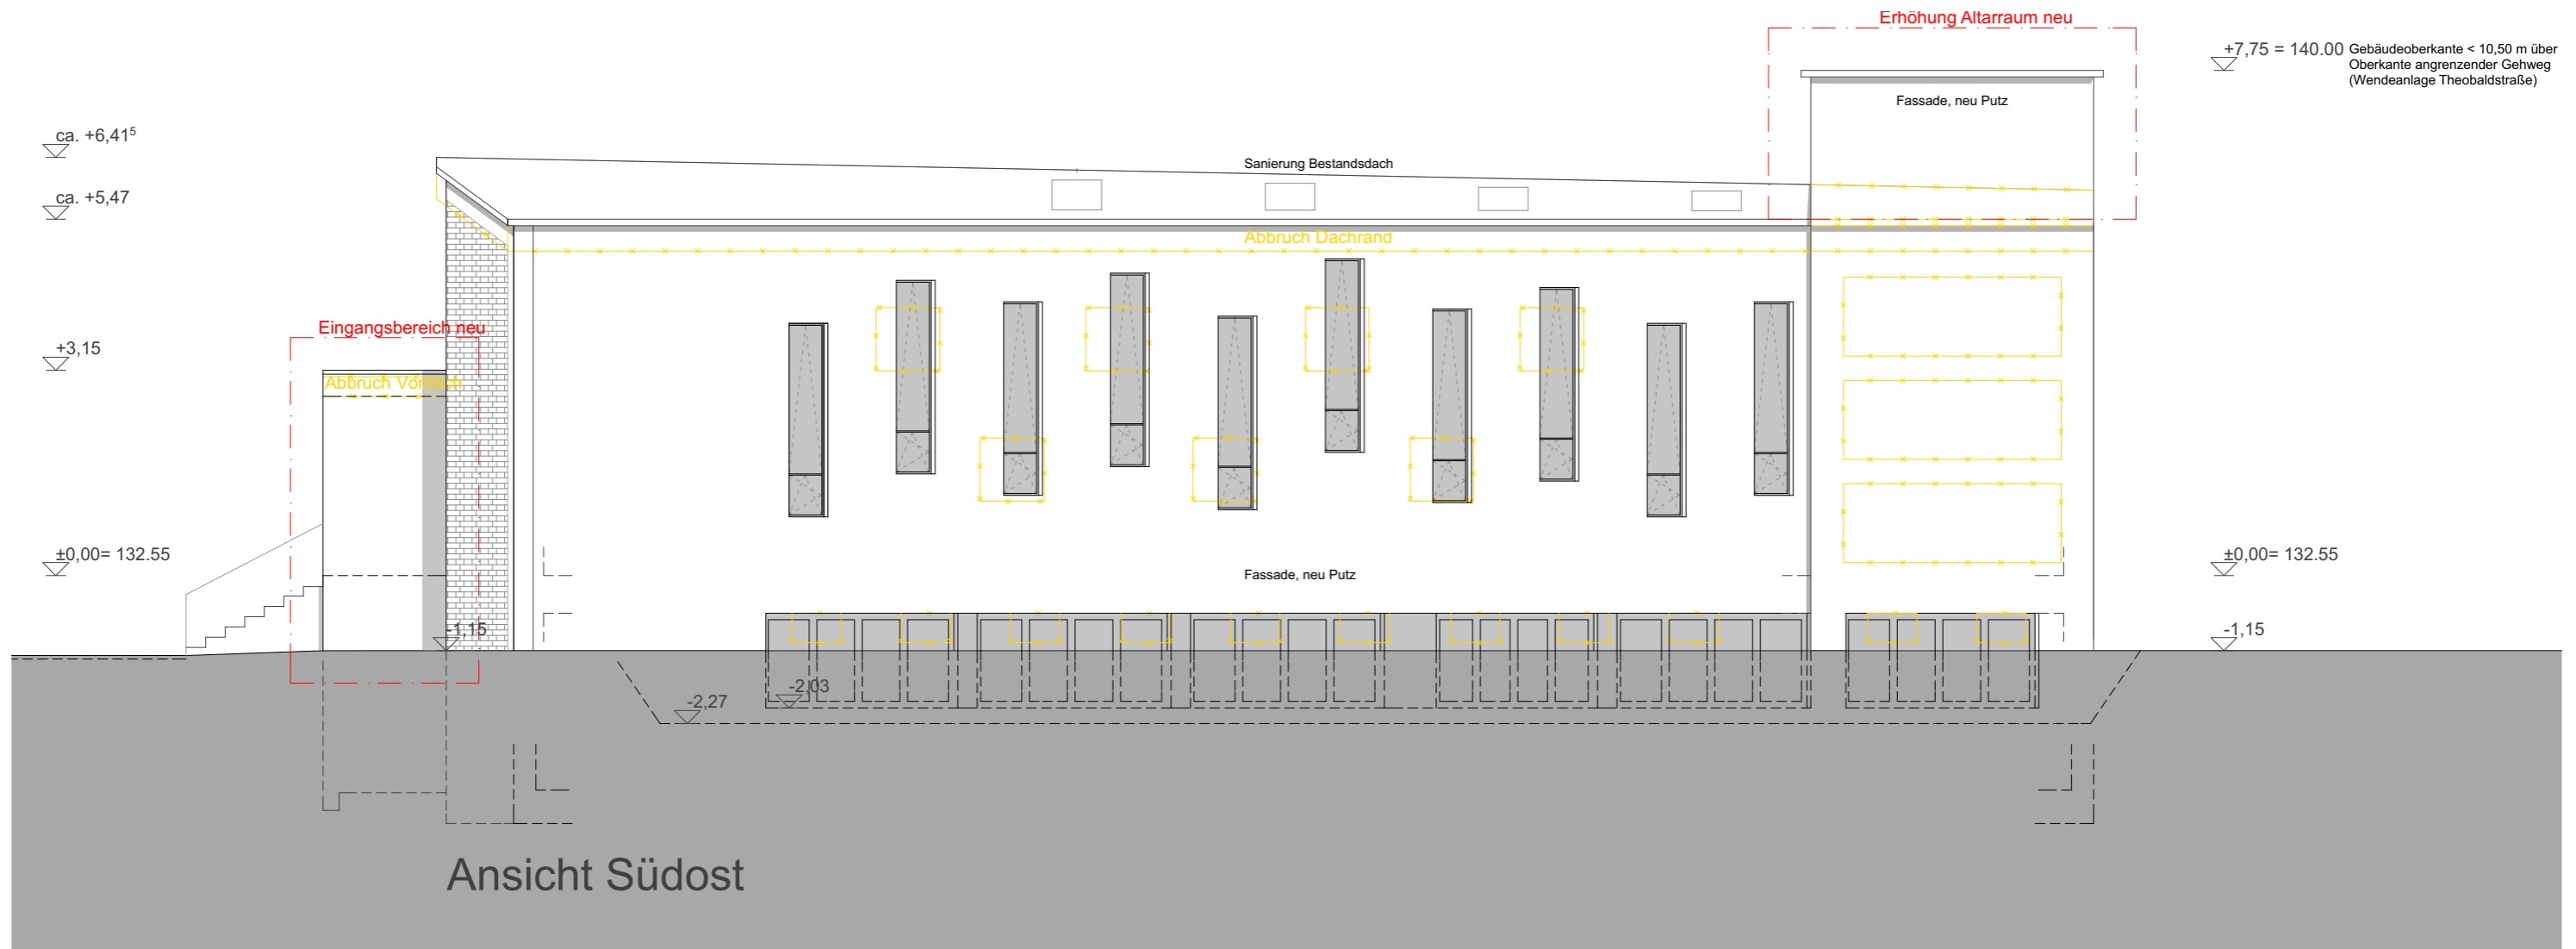 Erhöhung Altarraum neu
+7,75 = 140.00
Gebäudeoberkante < 10,50 m über
Oberkante angrenzender Gehweg
(Wendeanlage Theobaldstraße)
Fassade, neu Putz
ca. +6,41⁵
Sanierung Bestandsdach
ca. +5,47
Abbruch Dachrand
Eingangsbereich neu
+3,15
Abbruch Vordach
±0,00= 132.55
±0,00= 132.55
Fassade, neu Putz
-1,15
-1,15
-2,03
-2,27
Ansicht Südost